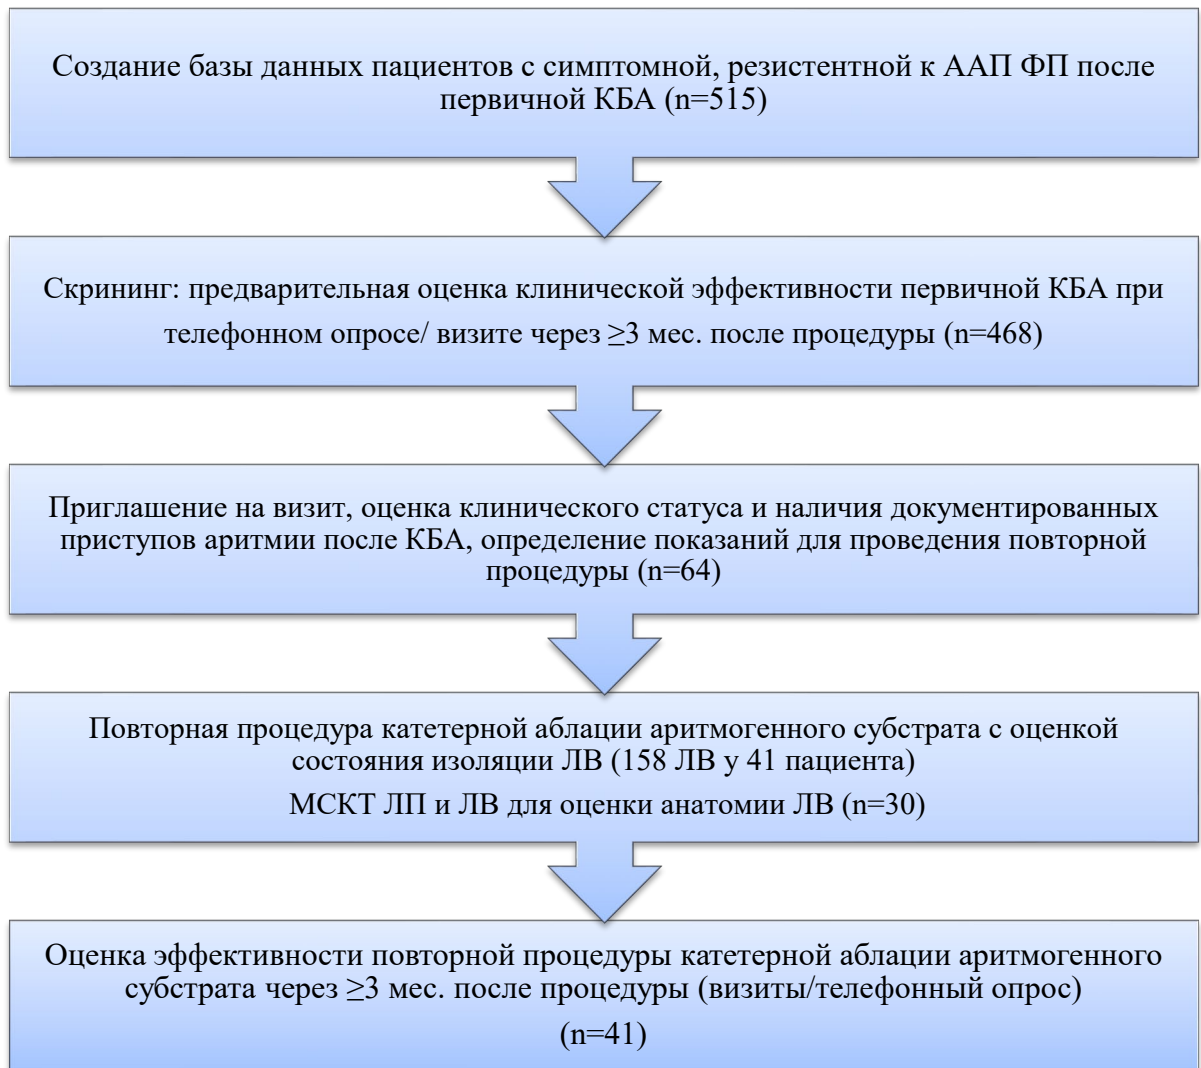 Создание базы данных пациентов с симптомной, резистентной к ААП ФП после
первичной КБА (n=515)
Скрининг: предварительная оценка клинической эффективности первичной КБА при
телефонном опросе/ визите через ≥3 мес. после процедуры (n=468)
Приглашение на визит, оценка клинического статуса и наличия документированных
приступов аритмии после КБА, определение показаний для проведения повторной
процедуры (n=64)
Повторная процедура катетерной аблации аритмогенного субстрата с оценкой
состояния изоляции ЛВ (158 ЛВ у 41 пациента)
МСКТ ЛП и ЛВ для оценки анатомии ЛВ (n=30)
Оценка эффективности повторной процедуры катетерной аблации аритмогенного
субстрата через ≥3 мес. после процедуры (визиты/телефонный опрос)
(n=41)